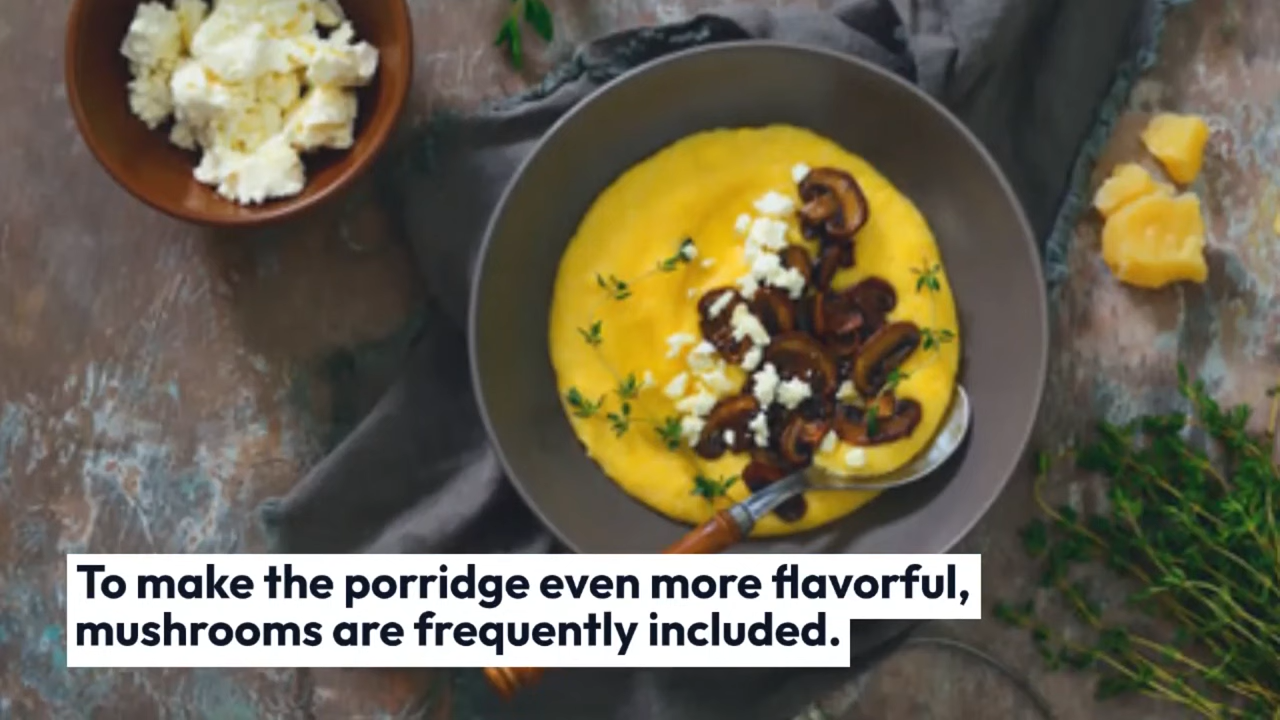 To make the porridge even more flavorful,
mushrooms are frequently included.